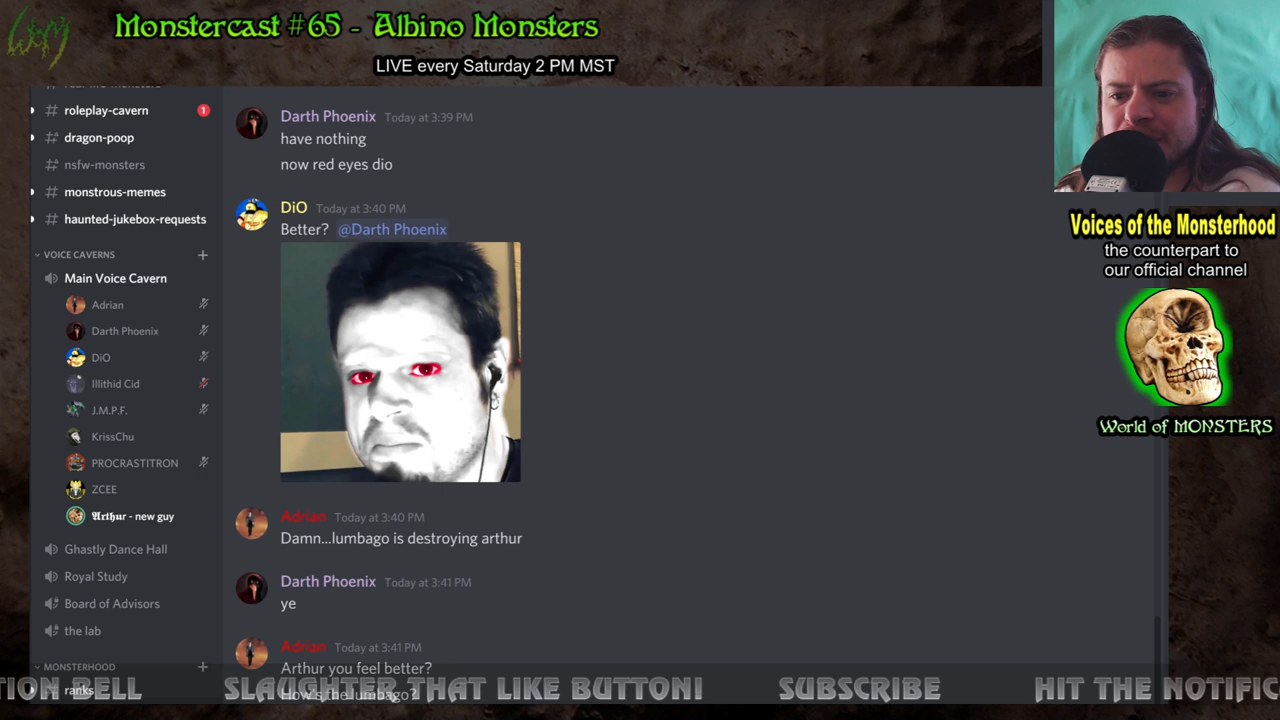 WoM
Monstercast #65 - Albino Monsters
LIVE every Saturday 2 PM MST
# roleplay-cavern 1
# dragon-poop
# nsfw-monsters
# monstrous-memes
# haunted-jukebox-requests
VOICE CAVERNS +
Main Voice Cavern
Adrian
Darth Phoenix
DiO
Illithid Cid
J.M.P.F.
KrissChu
PROCRASTITRON
ZCEE
𝕬𝖗𝖙𝖍𝖚𝖗 - new guy
Ghastly Dance Hall
Royal Study
Board of Advisors
the lab
MONSTERHOOD +
ranks
Darth Phoenix Today at 3:39 PM
have nothing
now red eyes dio
DiO Today at 3:40 PM
Better? @Darth Phoenix
Adrian Today at 3:40 PM
Damn...lumbago is destroying arthur
Darth Phoenix Today at 3:41 PM
ye
Adrian Today at 3:41 PM
Arthur you feel better?
How's the lumbago?
Voices of the Monsterhood
the counterpart to
our official channel
World of MONSTERS
TION BELL SLAUGHTER THAT LIKE BUTTON! SUBSCRIBE HIT THE NOTIFIC